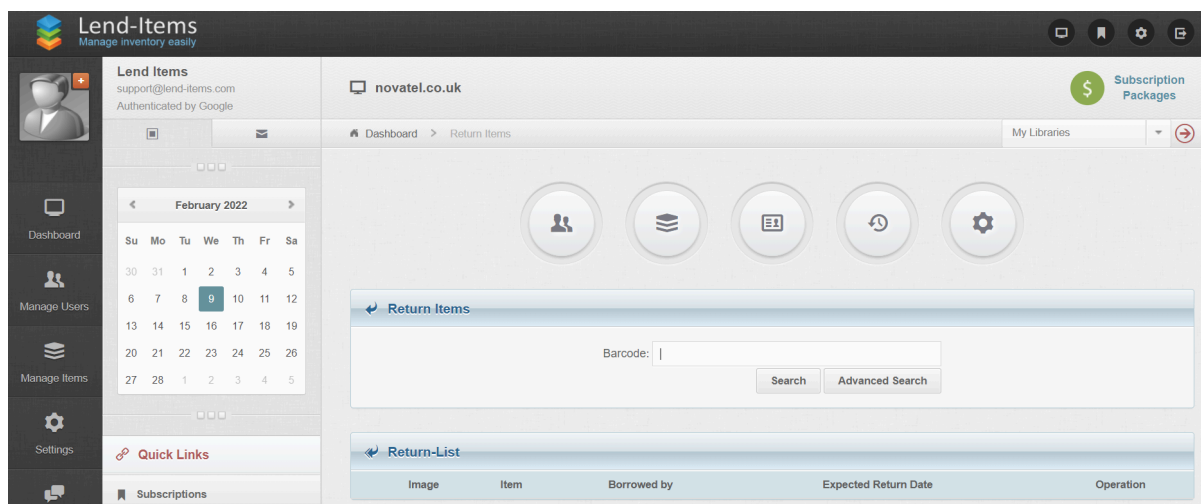 Lend-Items
Manage inventory easily
Lend Items
support@lend-items.com
Authenticated by Google
novatel.co.uk
$
Subscription
Packages
Dashboard > Return Items
My Libraries
Dashboard
Manage Users
Manage Items
Settings
February 2022
Su Mo Tu We Th Fr Sa
30 31 1 2 3 4 5
6 7 8 9 10 11 12
13 14 15 16 17 18 19
20 21 22 23 24 25 26
27 28 1 2 3 4 5
Quick Links
Subscriptions
Return Items
Barcode:
Search Advanced Search
Return-List
Image Item Borrowed by Expected Return Date Operation